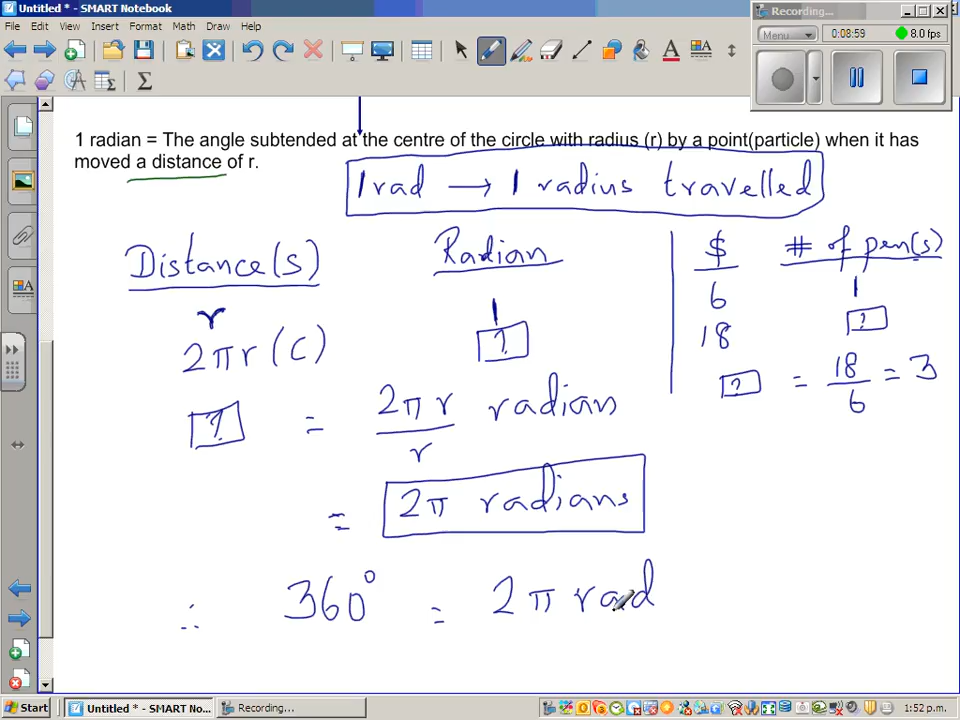 Untitled * - SMART Notebook
File Edit View Insert Format Math Draw Help
Recording...
Menu 0:08:59 8.0 fps
1 radian = The angle subtended at the centre of the circle with radius (r) by a point(particle) when it has
moved a distance of r.
1 rad → 1 radius travelled
Distance(s) Radian $ # of pen(s)
r 1 6 1
2πr (C) ? 18 ?
? = 18/6 = 3
? = 2πr/r radians
= 2π radians
∴ 360° = 2π rad
Start Untitled * - SMART No... Recording... 1:52 p.m.